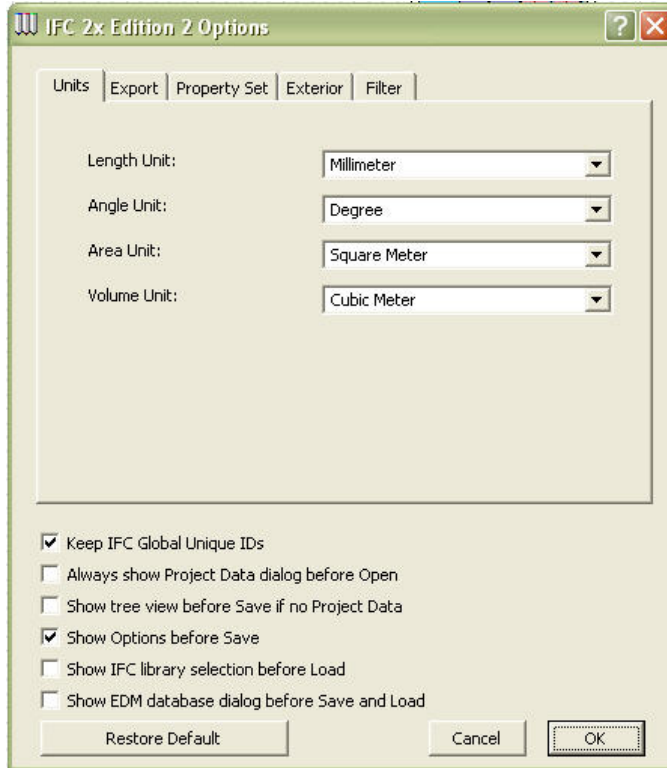 IFC 2x Edition 2 Options
Units Export Property Set Exterior Filter
Length Unit: Millimeter
Angle Unit: Degree
Area Unit: Square Meter
Volume Unit: Cubic Meter
Keep IFC Global Unique IDs
Always show Project Data dialog before Open
Show tree view before Save if no Project Data
Show Options before Save
Show IFC library selection before Load
Show EDM database dialog before Save and Load
Restore Default Cancel OK